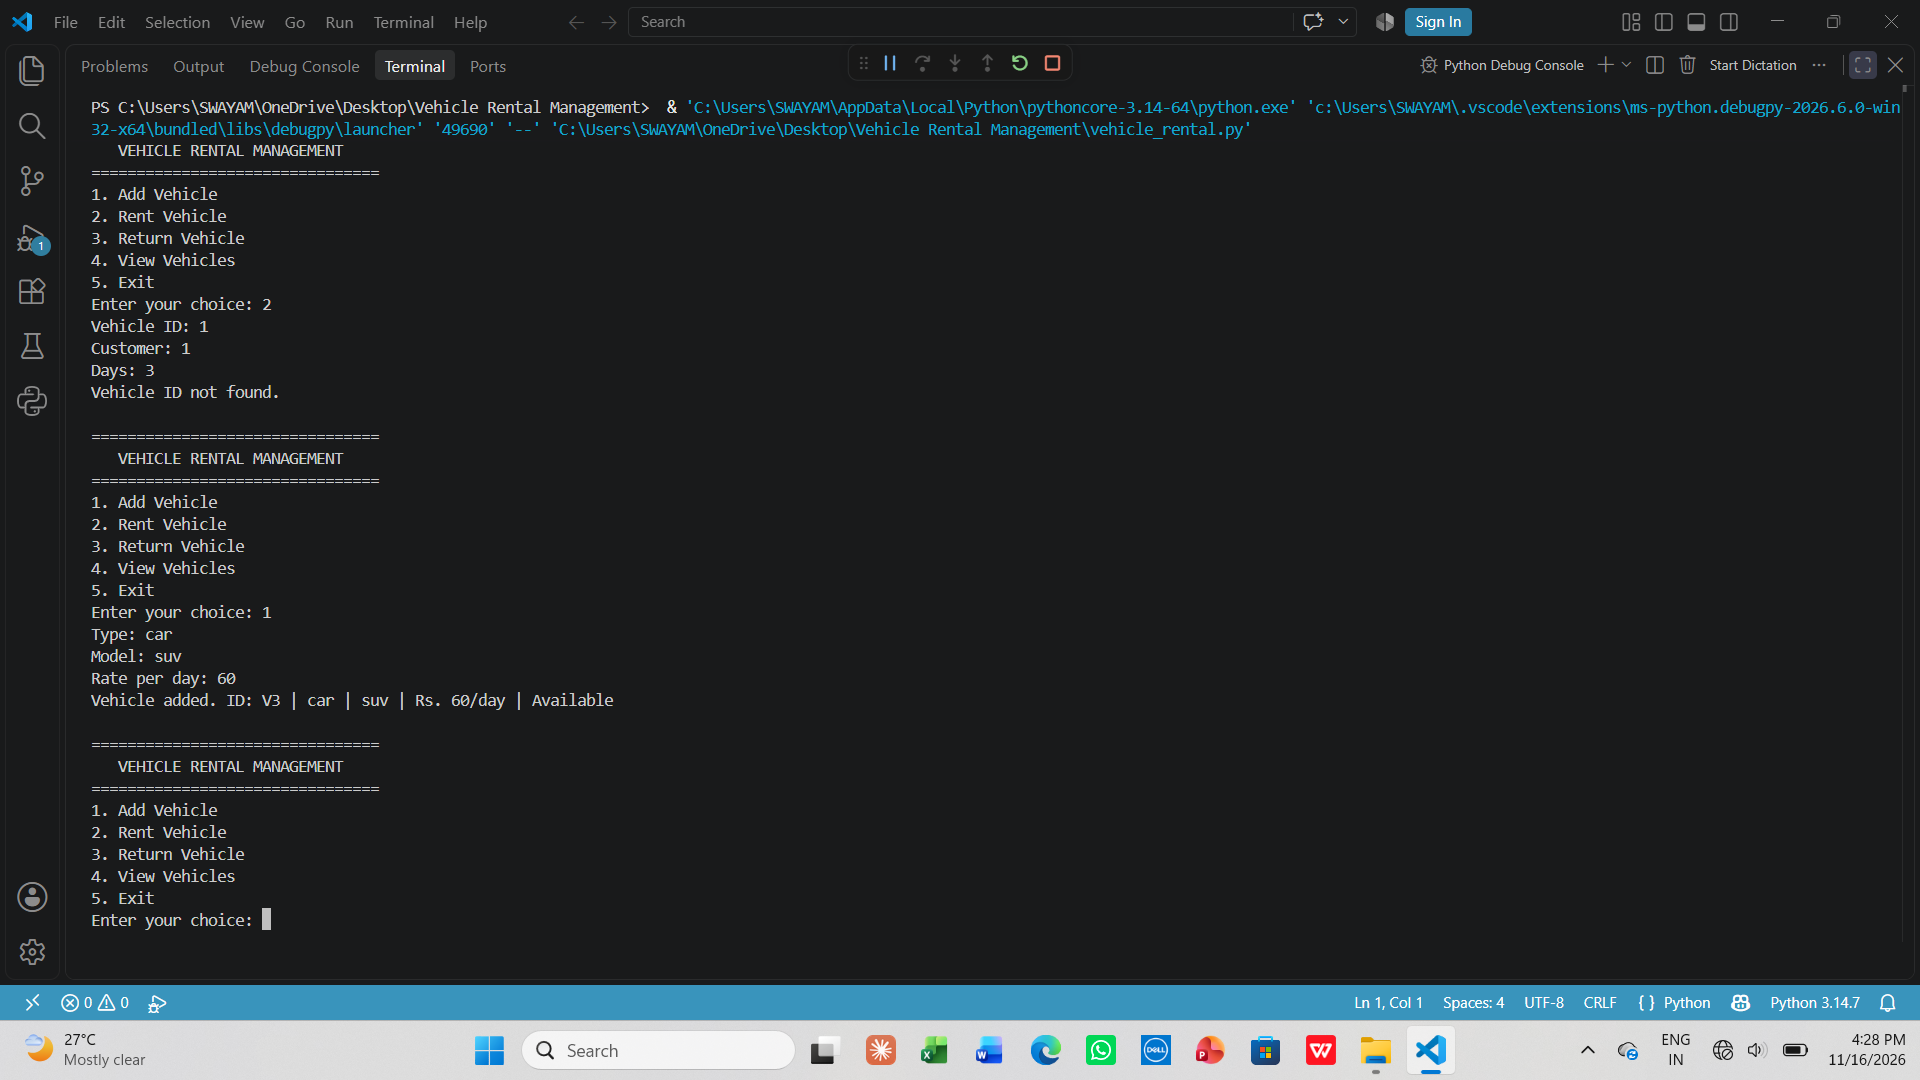 File Edit Selection View Go Run Terminal Help
Search
Sign In
Problems Output Debug Console Terminal Ports
Python Debug Console
Start Dictation
PS C:\Users\SWAYAM\OneDrive\Desktop\Vehicle Rental Management>  & 'C:\Users\SWAYAM\AppData\Local\Python\pythoncore-3.14-64\python.exe' 'c:\Users\SWAYAM\.vscode\extensions\ms-python.debugpy-2026.6.0-win
32-x64\bundled\libs\debugpy\launcher' '49690' '--' 'C:\Users\SWAYAM\OneDrive\Desktop\Vehicle Rental Management\vehicle_rental.py'
VEHICLE RENTAL MANAGEMENT
================================
1. Add Vehicle
2. Rent Vehicle
3. Return Vehicle
4. View Vehicles
5. Exit
Enter your choice: 2
Vehicle ID: 1
Customer: 1
Days: 3
Vehicle ID not found.
================================
VEHICLE RENTAL MANAGEMENT
================================
1. Add Vehicle
2. Rent Vehicle
3. Return Vehicle
4. View Vehicles
5. Exit
Enter your choice: 1
Type: car
Model: suv
Rate per day: 60
Vehicle added. ID: V3 | car | suv | Rs. 60/day | Available
================================
VEHICLE RENTAL MANAGEMENT
================================
1. Add Vehicle
2. Rent Vehicle
3. Return Vehicle
4. View Vehicles
5. Exit
Enter your choice:
1
0 0
Ln 1, Col 1 Spaces: 4 UTF-8 CRLF { } Python Python 3.14.7
27°C
Mostly clear
Search
DELL
ENG
IN
4:28 PM
11/16/2026